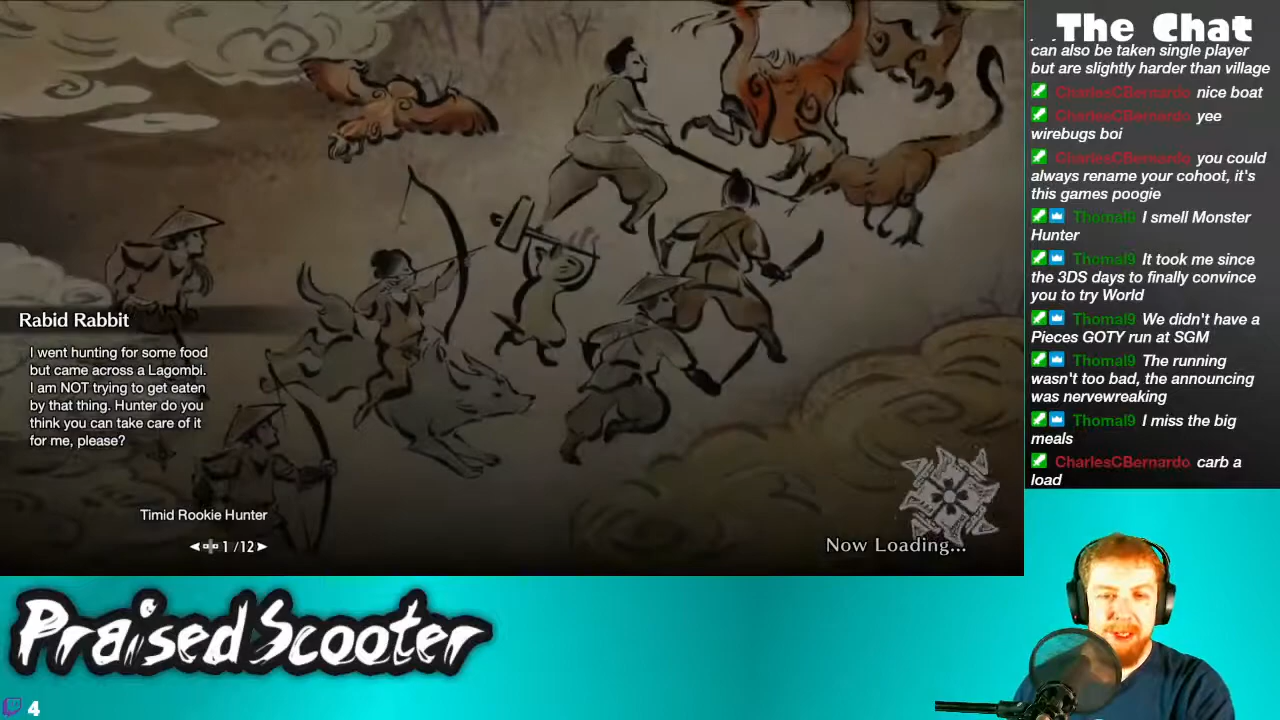 The Chat
can also be taken single player
but are slightly harder than village
CharlesCBernardo nice boat
CharlesCBernardo yee
wirebugs boi
CharlesCBernardo you could
always rename your cohoot, it's
this games poogie
Thomal9 I smell Monster
Hunter
Thomal9 It took me since
the 3DS days to finally convince
you to try World
Thomal9 We didn't have a
Pieces GOTY run at SGM
Thomal9 The running
wasn't too bad, the announcing
was nervewreaking
Thomal9 I miss the big
meals
CharlesCBernardo carb a
load
Rabid Rabbit
I went hunting for some food
but came across a Lagombi.
I am NOT trying to get eaten
by that thing. Hunter do you
think you can take care of it
for me, please?
Timid Rookie Hunter
1 /12
Now Loading...
Praised Scooter
4